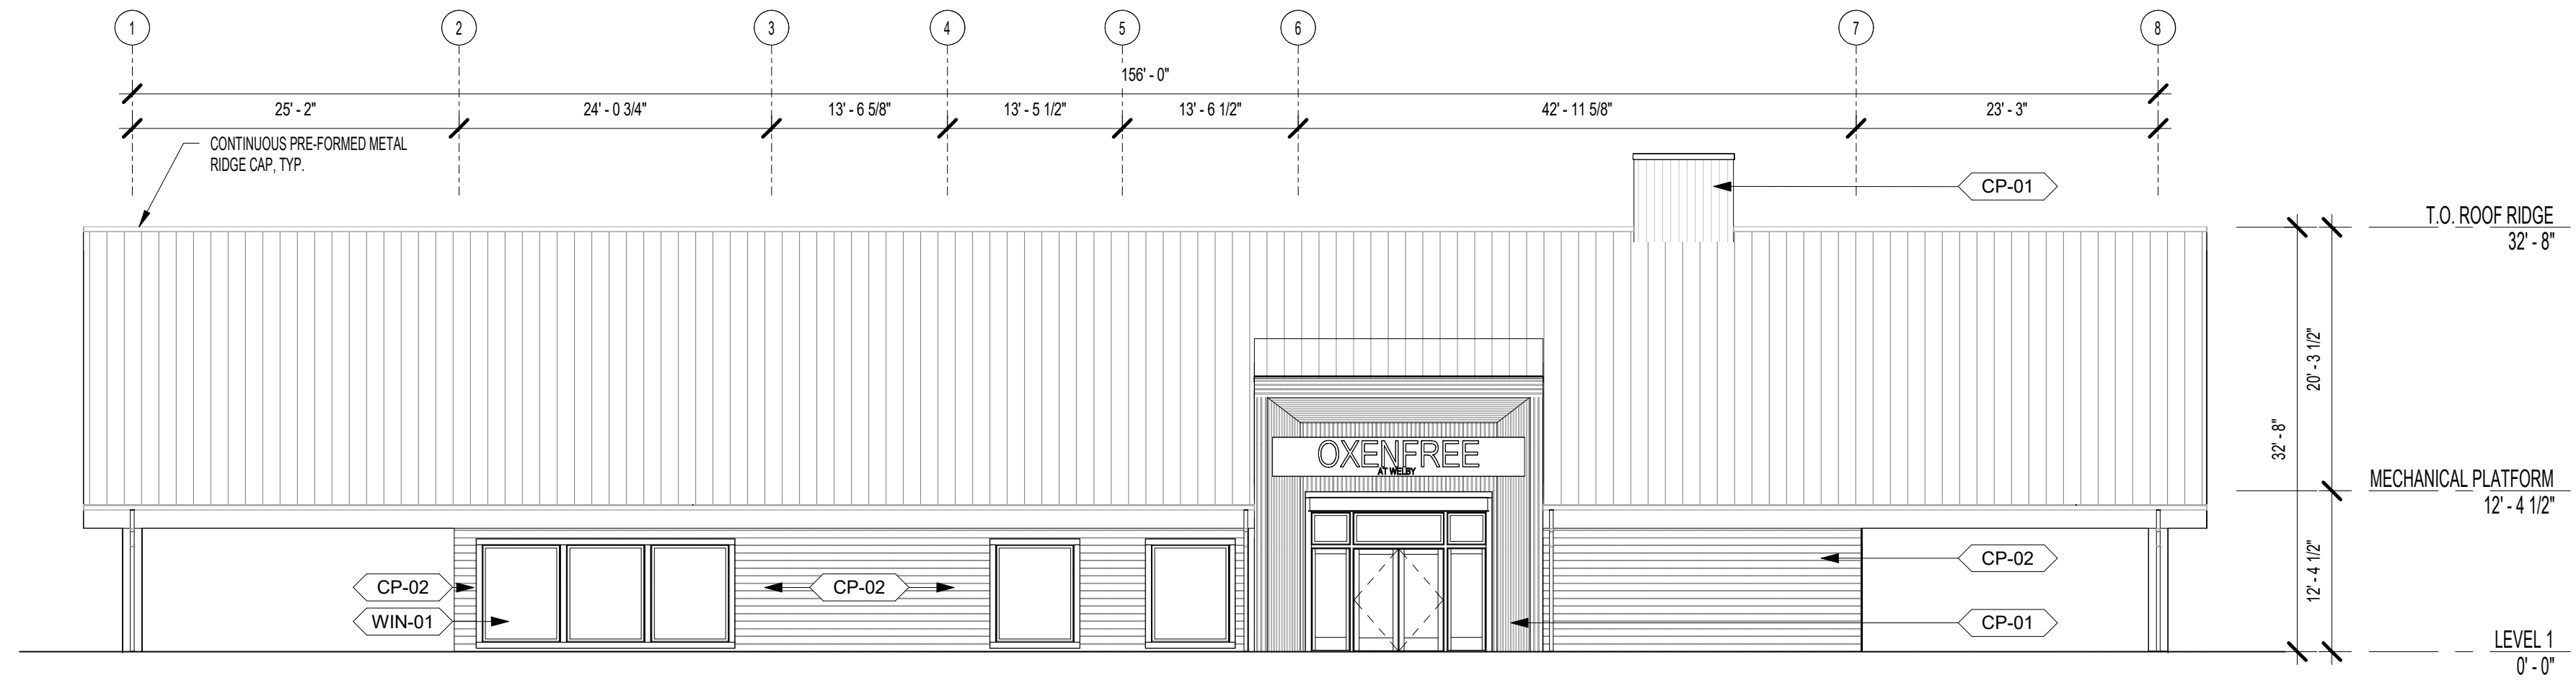 1 2 3 4 5 6 7 8
156' - 0"
25' - 2" 24' - 0 3/4" 13' - 6 5/8" 13' - 5 1/2" 13' - 6 1/2" 42' - 11 5/8" 23' - 3"
CONTINUOUS PRE-FORMED METAL
RIDGE CAP, TYP.
CP-01
T.O. ROOF RIDGE
32' - 8"
20' - 3 1/2"
32' - 8"
OXENFREE
AT WELBY
MECHANICAL PLATFORM
12' - 4 1/2"
12' - 4 1/2"
CP-02
CP-02
CP-02
WIN-01
CP-01
LEVEL 1
0' - 0"